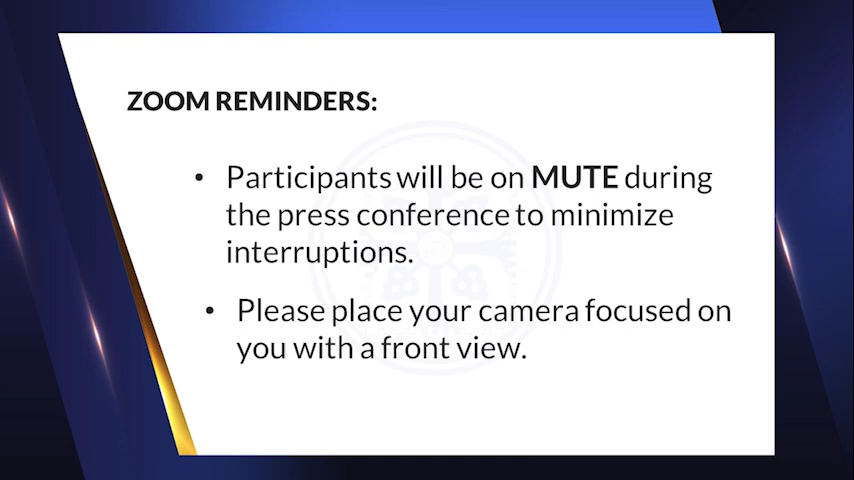 ZOOM REMINDERS:
• Participants will be on MUTE during
the press conference to minimize
interruptions.
• Please place your camera focused on
you with a front view.